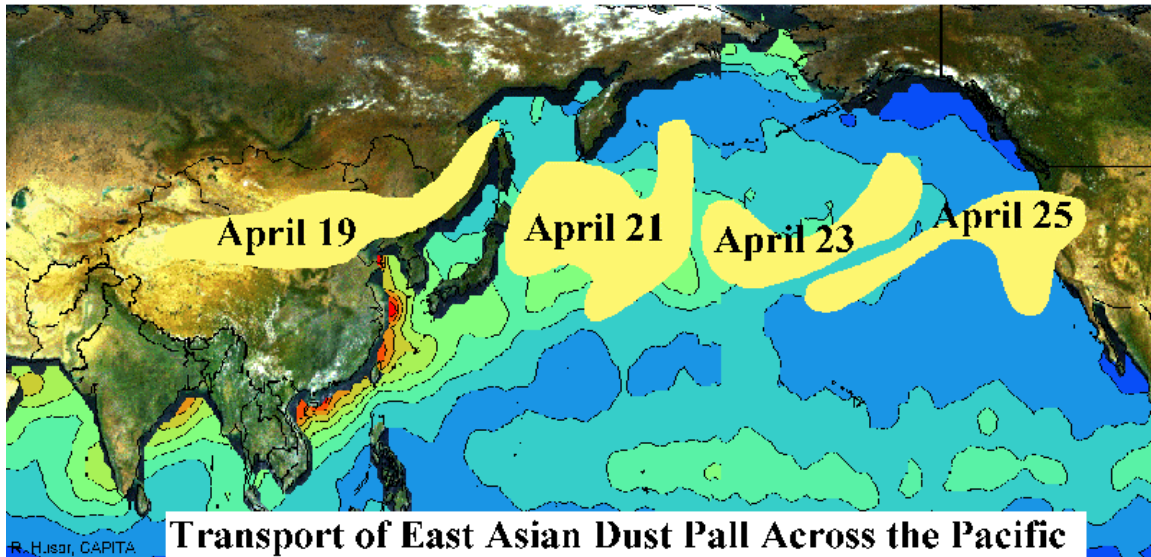 April 19
April 21
April 23
April 25
Transport of East Asian Dust Pall Across the Pacific
R. Husar, CAPITA